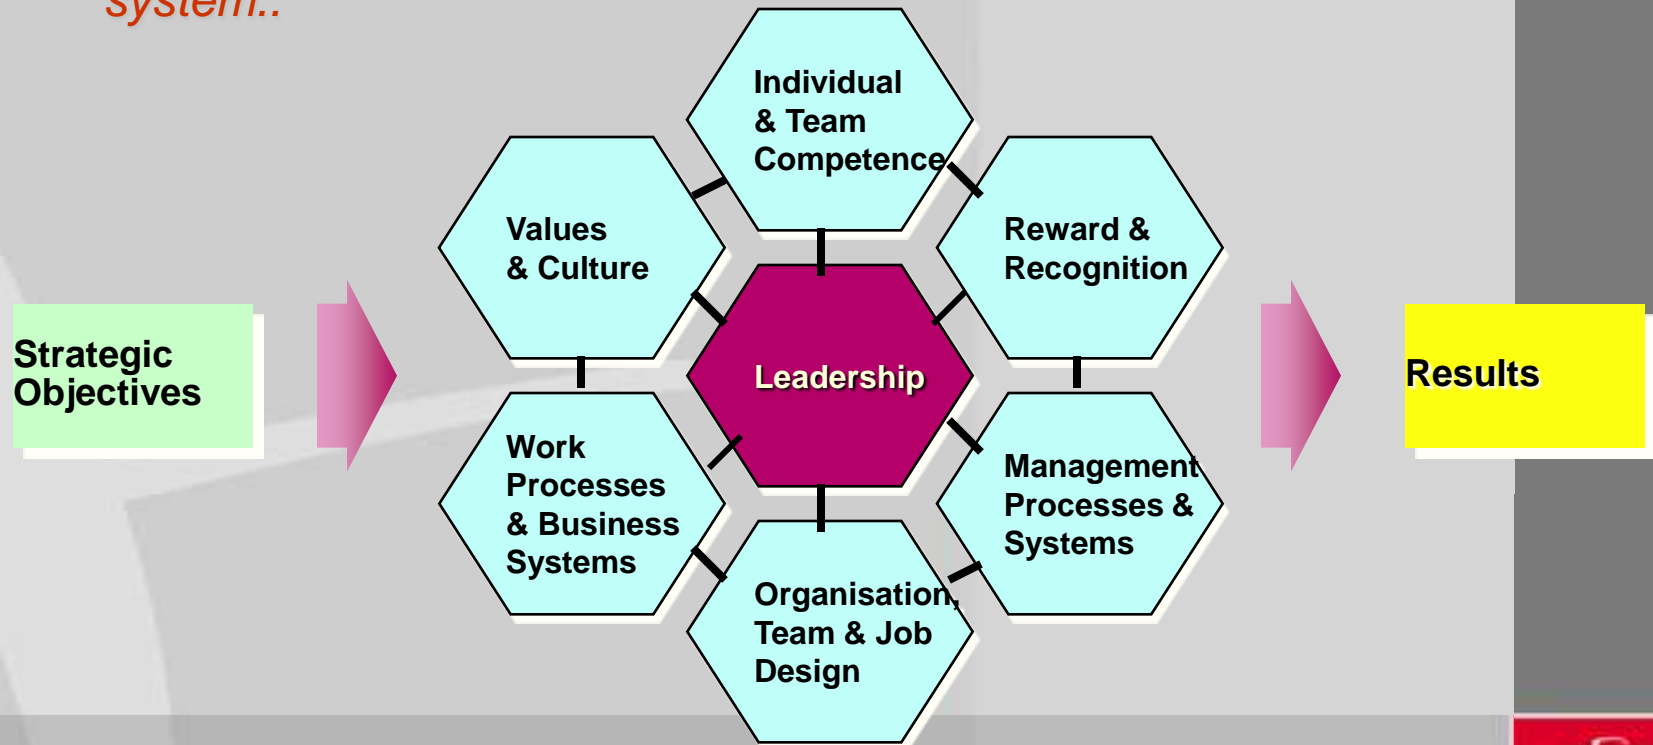 system..
Individual
& Team
Competence
Values
& Culture
Reward &
Recognition
Strategic
Objectives
Leadership
Results
Work
Processes
& Business
Systems
Management
Processes &
Systems
Organisation,
Team & Job
Design